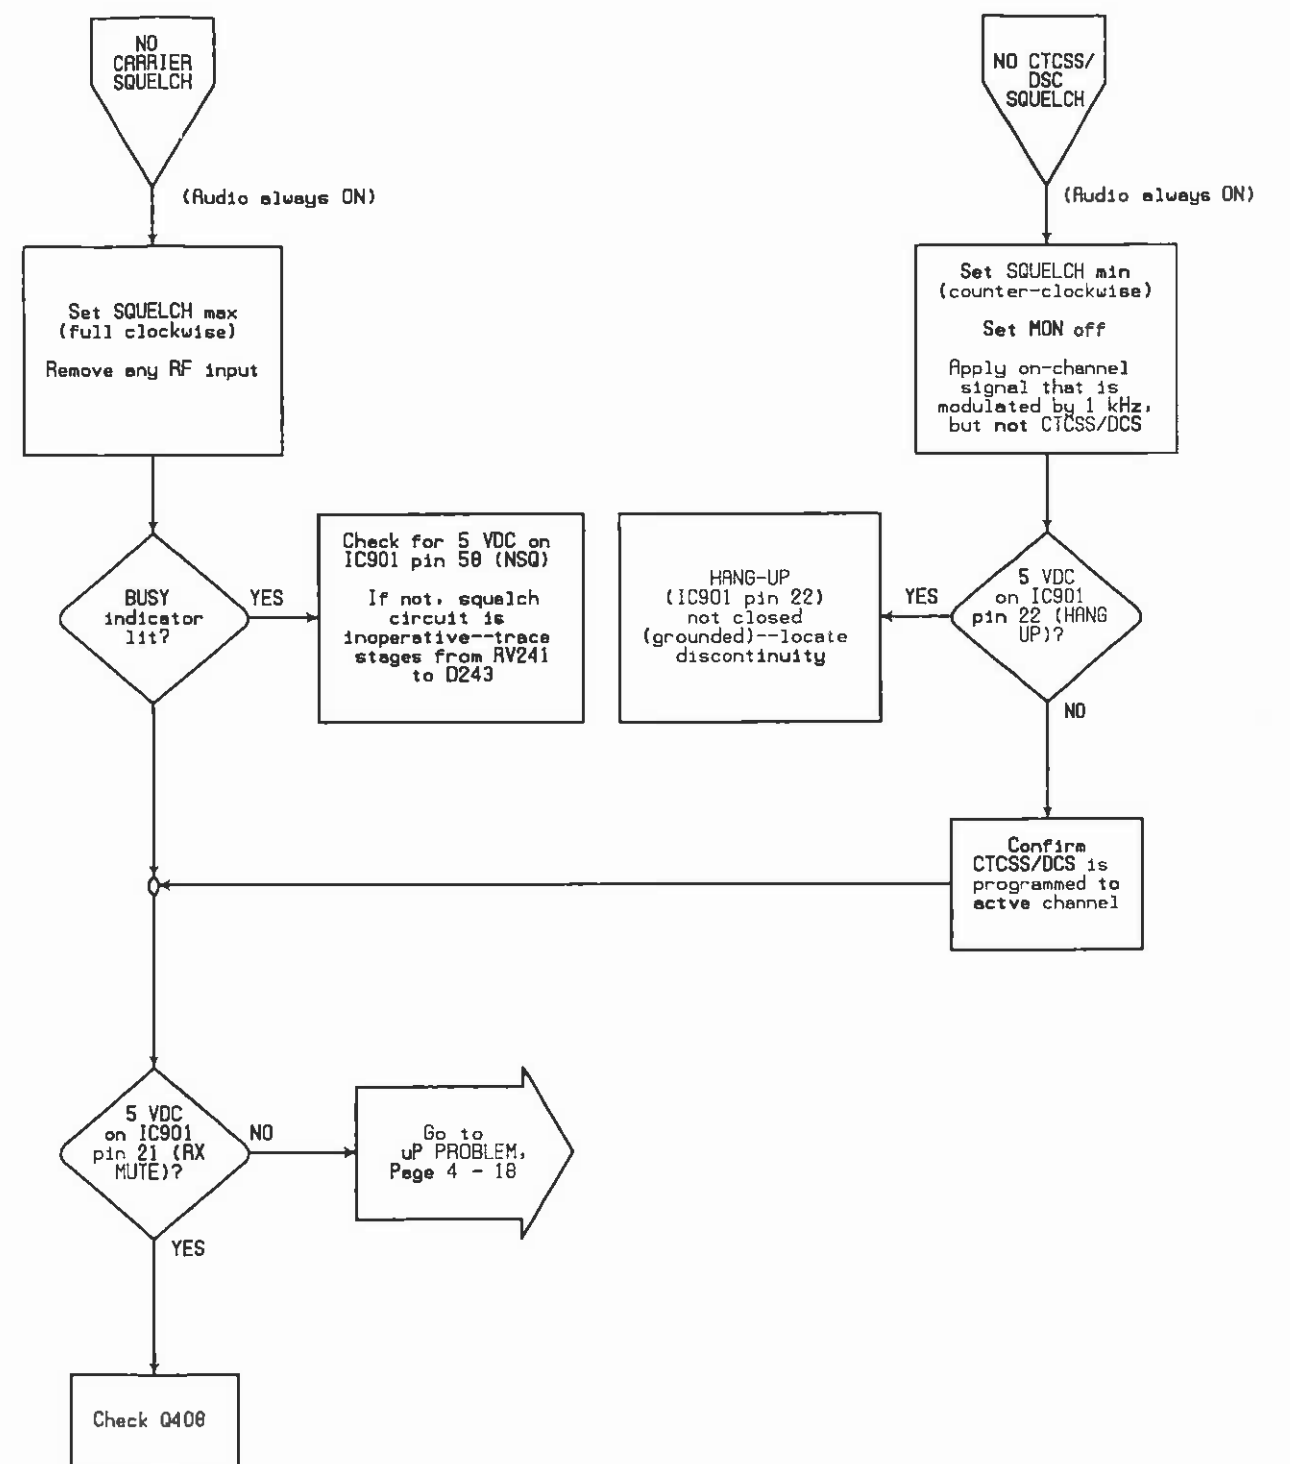 NO
CARRIER
SQUELCH
(Audio always ON)
Set SQUELCH max
(full clockwise)
Remove any RF input
BUSY
indicator
lit?
YES
Check for 5 VDC on
IC901 pin 58 (NSQ)
If not, squelch
circuit is
inoperative--trace
stages from RV241
to D243
NO CTCSS/
DSC
SQUELCH
(Audio always ON)
Set SQUELCH min
(counter-clockwise)
Set MON off
Apply on-channel
signal that is
modulated by 1 kHz,
but not CTCSS/DCS
5 VDC
on IC901
pin 22 (HANG
UP)?
YES
HANG-UP
(IC901 pin 22)
not closed
(grounded)--locate
discontinuity
NO
Confirm
CTCSS/DCS is
programmed to
actve channel
5 VDC
on IC901
pin 21 (RX
MUTE)?
NO
Go to
uP PROBLEM,
Page 4 - 18
YES
Check Q408